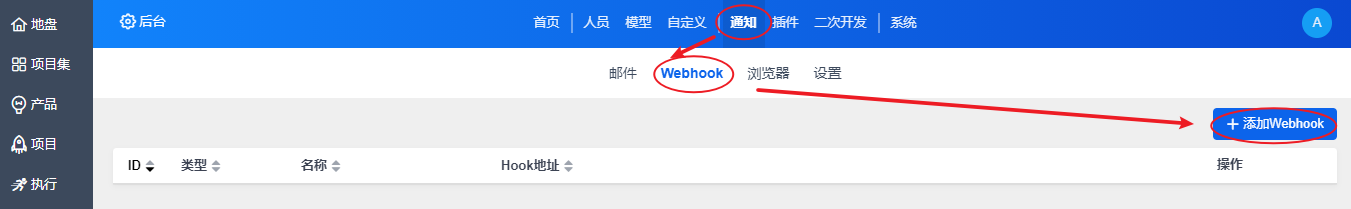 地盘
项目集
产品
项目
执行
后台
首页 人员 模型 自定义 通知 插件 二次开发 系统
A
邮件 Webhook 浏览器 设置
添加Webhook
ID 类型 名称 Hook地址 操作